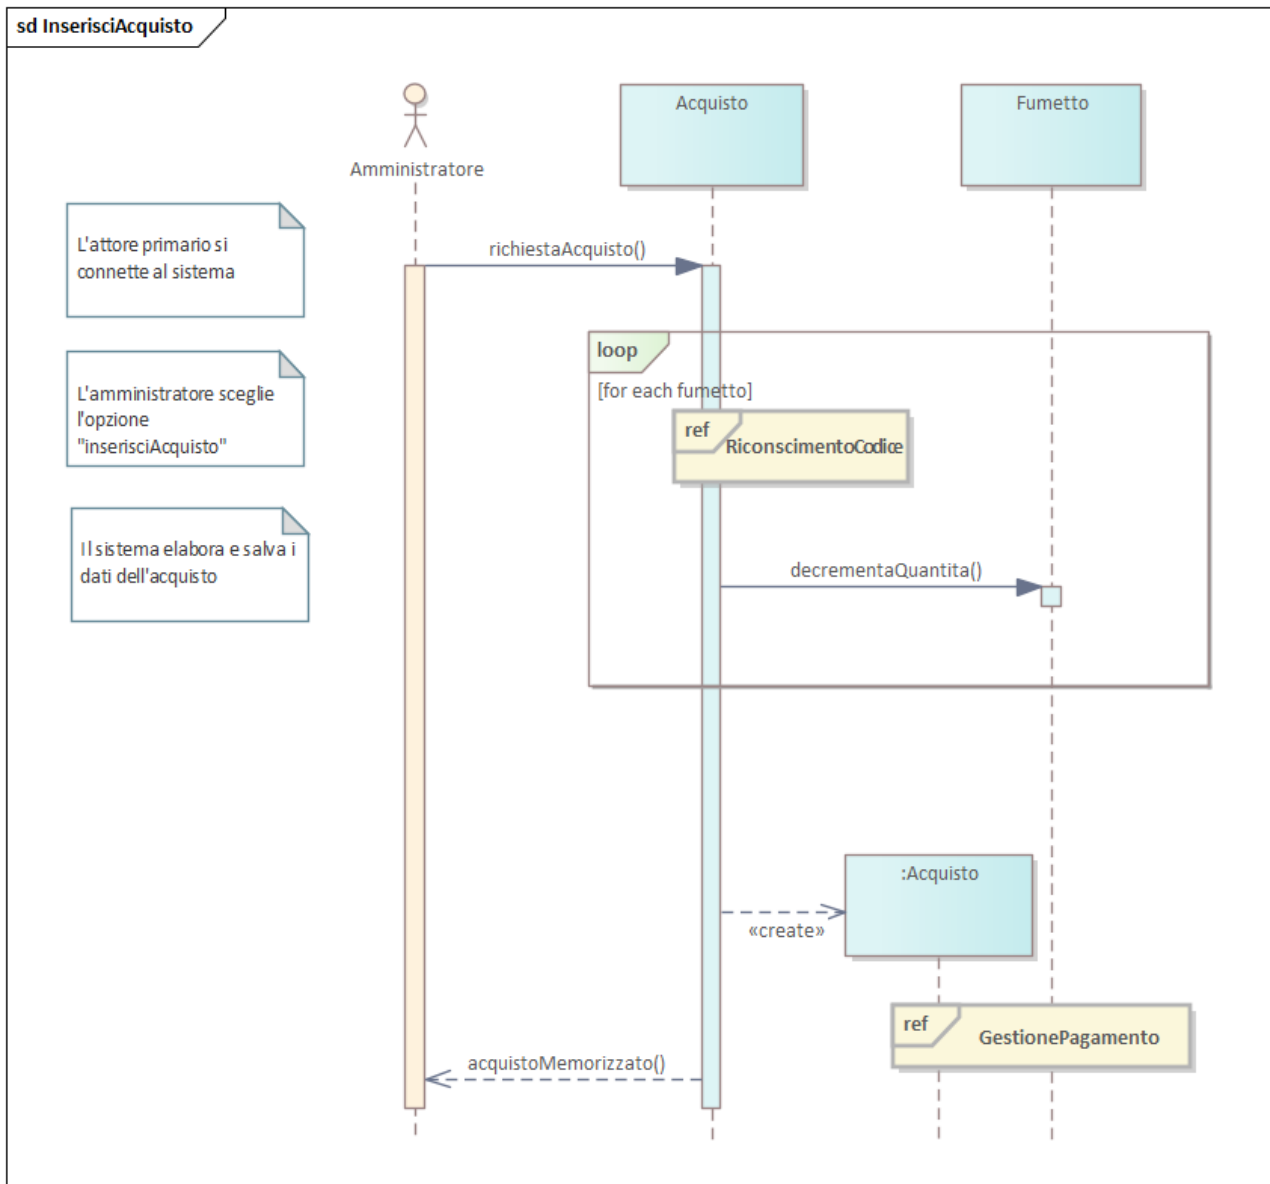 sd InserisciAcquisto
Amministratore
Acquisto
Fumetto
L'attore primario si
connette al sistema
richiestaAcquisto()
loop
[for each fumetto]
L'amministratore sceglie
l'opzione
"inserisciAcquisto"
ref
RiconscimentoCodice
Il sistema elabora e salva i
dati dell'acquisto
decrementaQuantita()
:Acquisto
«create»
ref
GestionePagamento
acquistoMemorizzato()